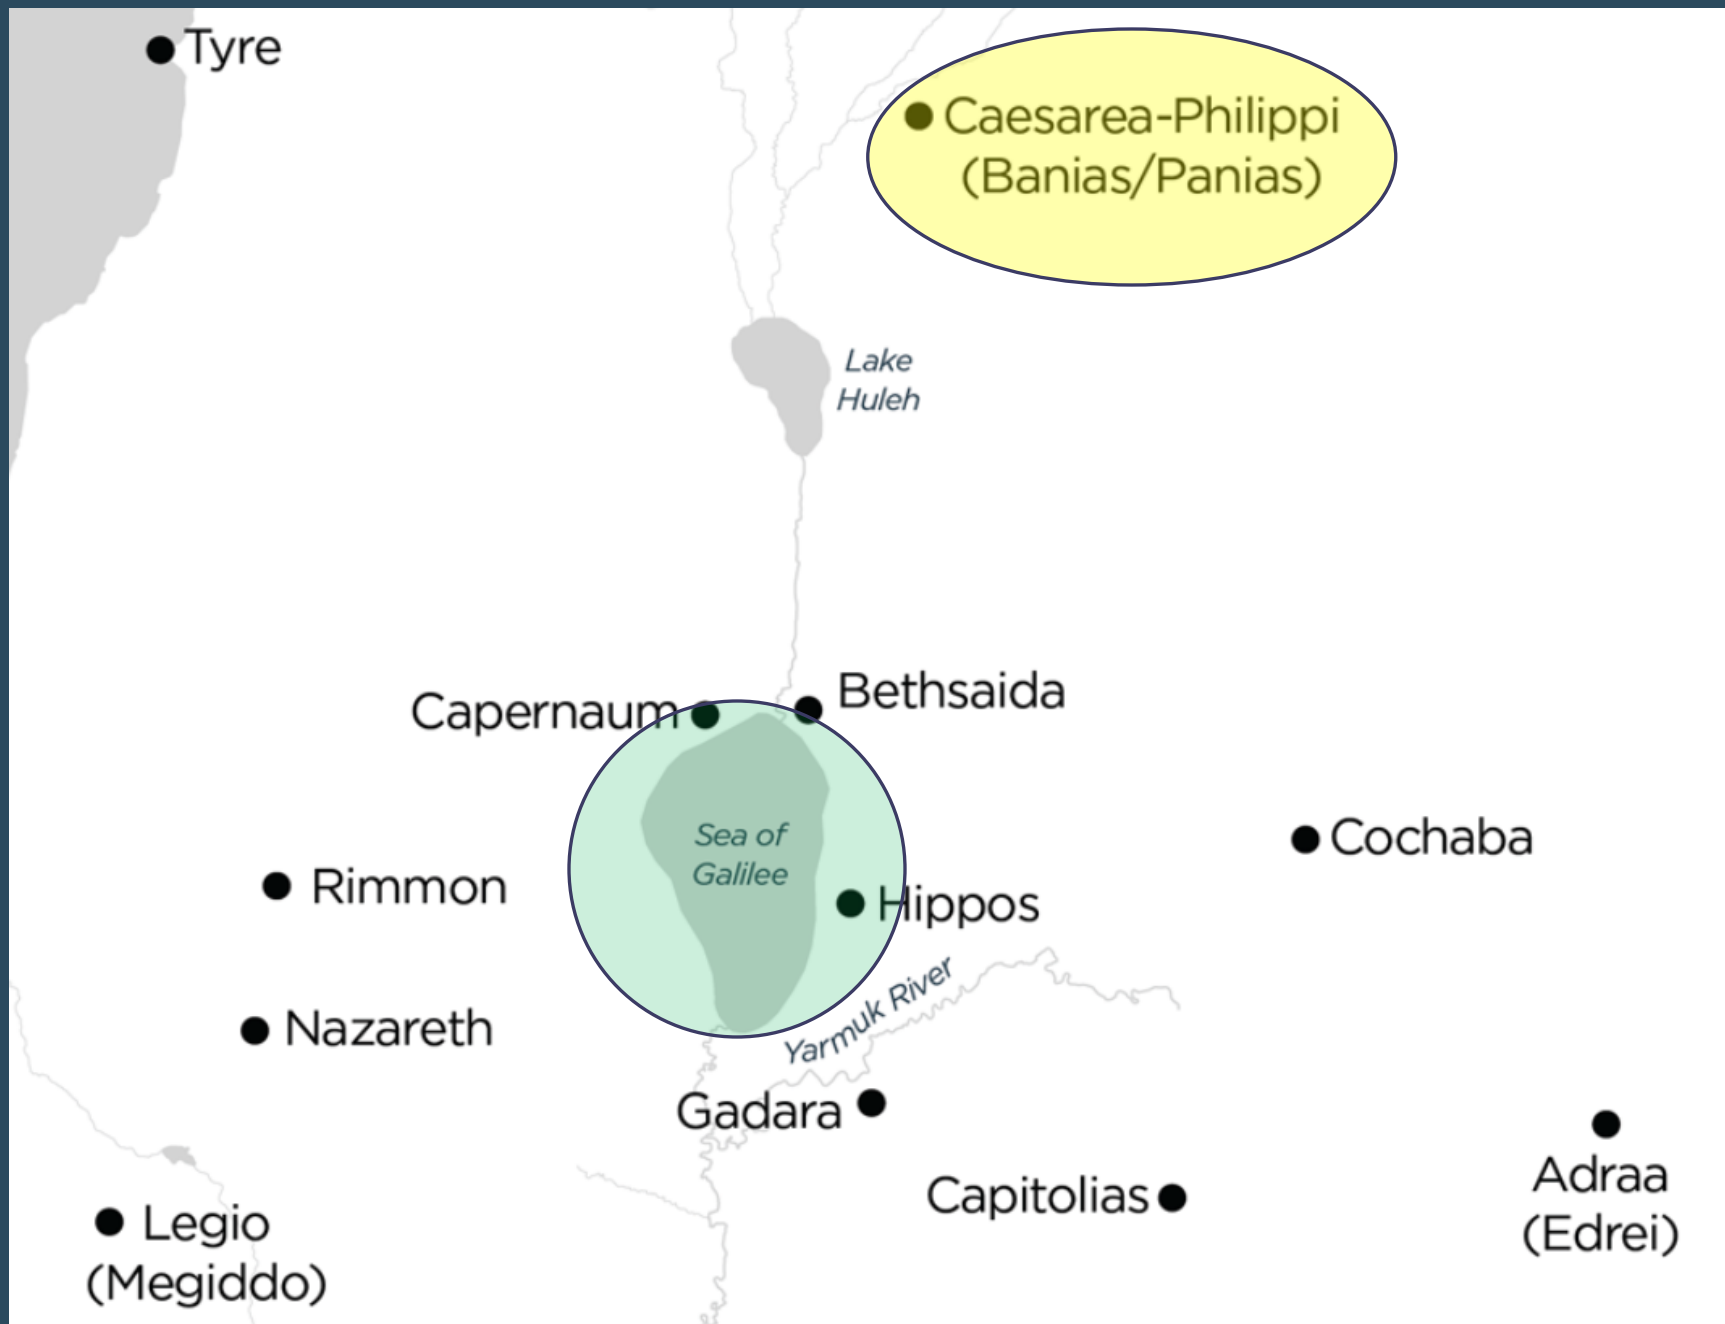 Tyre
Caesarea-Philippi
(Banias/Panias)
Lake
Huleh
Bethsaida
Capernaum
Sea of
Galilee
Cochaba
Rimmon
Hippos
Yarmuk River
Nazareth
Gadara
Adraa
(Edrei)
Capitolias
Legio
(Megiddo)